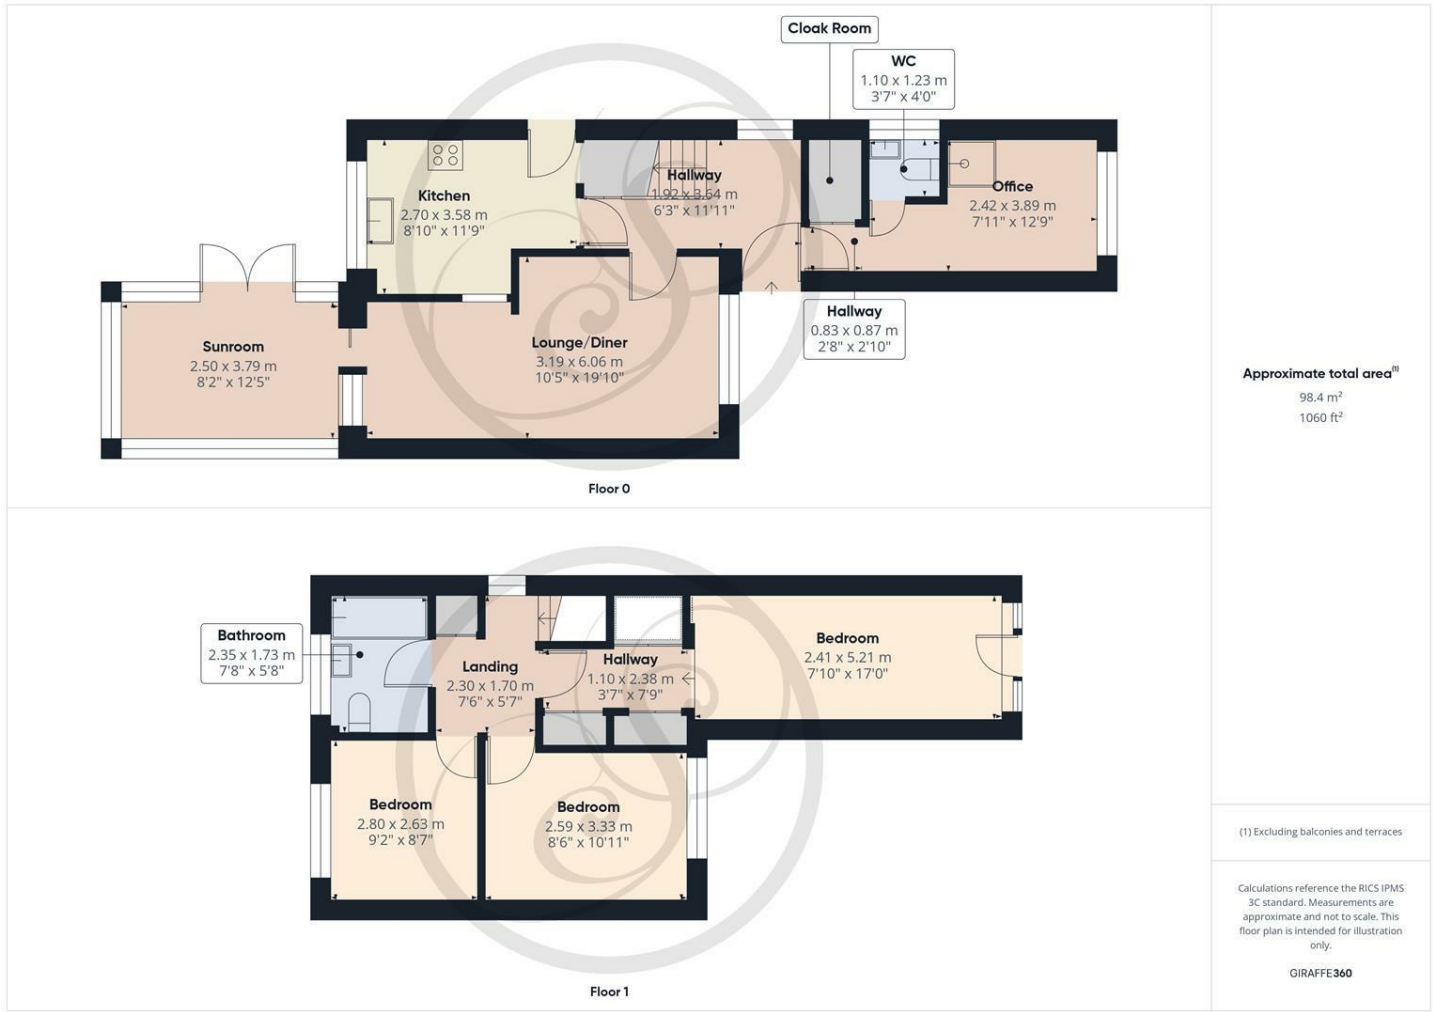 Cloak Room
WC
1.10 x 1.23 m
3'7" x 4'0"
Kitchen
2.70 x 3.58 m
8'10" x 11'9"
Hallway
1.92 x 3.64 m
6'3" x 11'11"
Office
2.42 x 3.89 m
7'11" x 12'9"
Hallway
0.83 x 0.87 m
2'8" x 2'10"
Sunroom
2.50 x 3.79 m
8'2" x 12'5"
Lounge/Diner
3.19 x 6.06 m
10'5" x 19'10"
Floor 0
Bathroom
2.35 x 1.73 m
7'8" x 5'8"
Landing
2.30 x 1.70 m
7'6" x 5'7"
Hallway
1.10 x 2.38 m
3'7" x 7'9"
Bedroom
2.41 x 5.21 m
7'10" x 17'0"
Bedroom
2.80 x 2.63 m
9'2" x 8'7"
Bedroom
2.59 x 3.33 m
8'6" x 10'11"
Floor 1
Approximate total area(1)
98.4 m²
1060 ft²
(1) Excluding balconies and terraces
Calculations reference the RICS IPMS
3C standard. Measurements are
approximate and not to scale. This
floor plan is intended for illustration
only.
GIRAFFE360